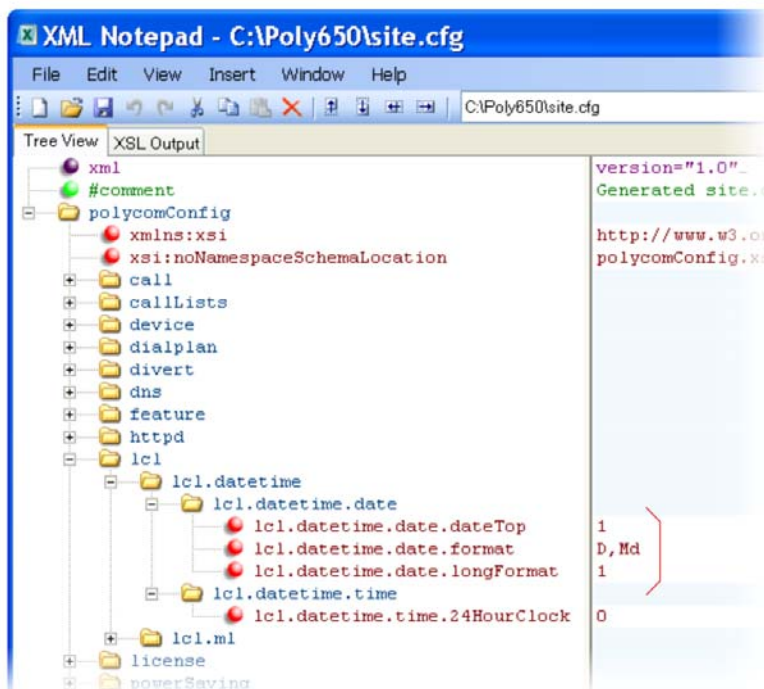 XML Notepad - C:\Poly650\site.cfg
File Edit View Insert Window Help
C:\Poly650\site.cfg
Tree View XSL Output
xml version="1.0"
#comment Generated site.
polycomConfig
xmlns:xsi http://www.w3.o
xsi:noNamespaceSchemaLocation polycomConfig.x
call
callLists
device
dialplan
divert
dns
feature
httpd
lcl
lcl.datetime
lcl.datetime.date
lcl.datetime.date.dateTop 1
lcl.datetime.date.format D,Md
lcl.datetime.date.longFormat 1
lcl.datetime.time
lcl.datetime.time.24HourClock 0
lcl.ml
license
powerSaving